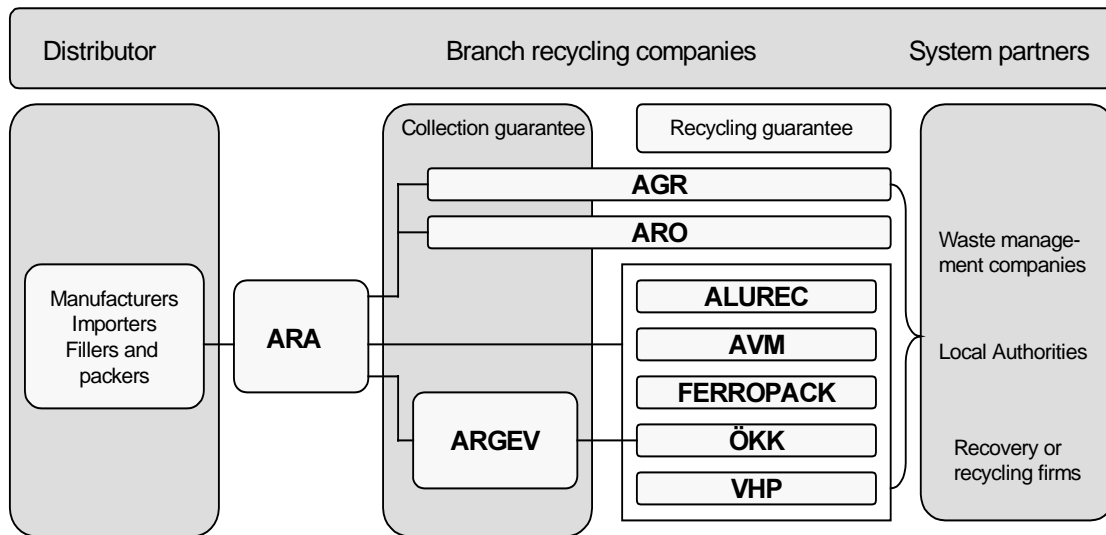 Distributor
Branch recycling companies
System partners
Collection guarantee
Recycling guarantee
AGR
ARO
Manufacturers
Importers
Fillers and
packers
ARA
ARGEV
ALUREC
AVM
FERROPACK
ÖKK
VHP
Waste manage-
ment companies
Local Authorities
Recovery or
recycling firms